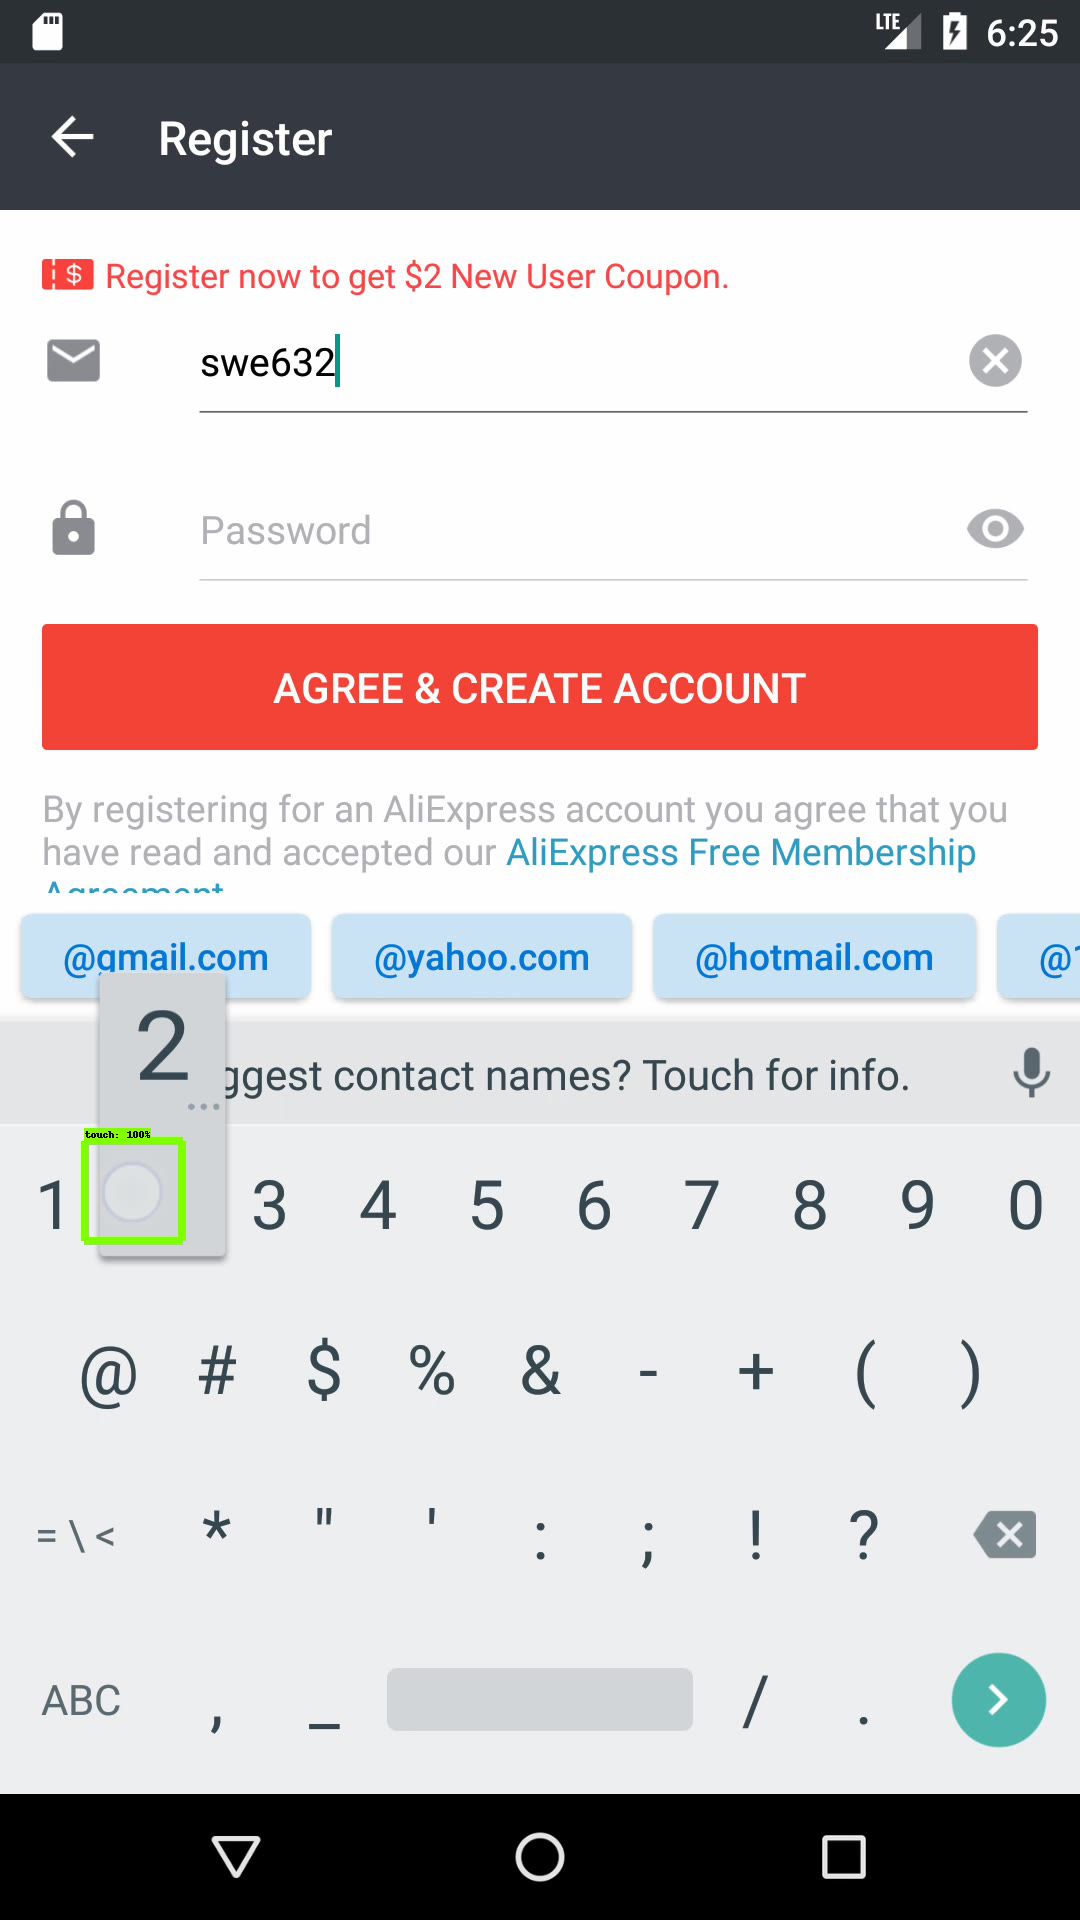 LTE 6:25
Register
$ Register now to get $2 New User Coupon.
swe632
Password
AGREE & CREATE ACCOUNT
By registering for an AliExpress account you agree that you
have read and accepted our AliExpress Free Membership
Agreement
@gmail.com @yahoo.com @hotmail.com @1
2
ggest contact names? Touch for info.
touch: 100%
1 3 4 5 6 7 8 9 0
@ # $ % & - + ( )
= \ < * " ' : ; ! ?
ABC , _ / .